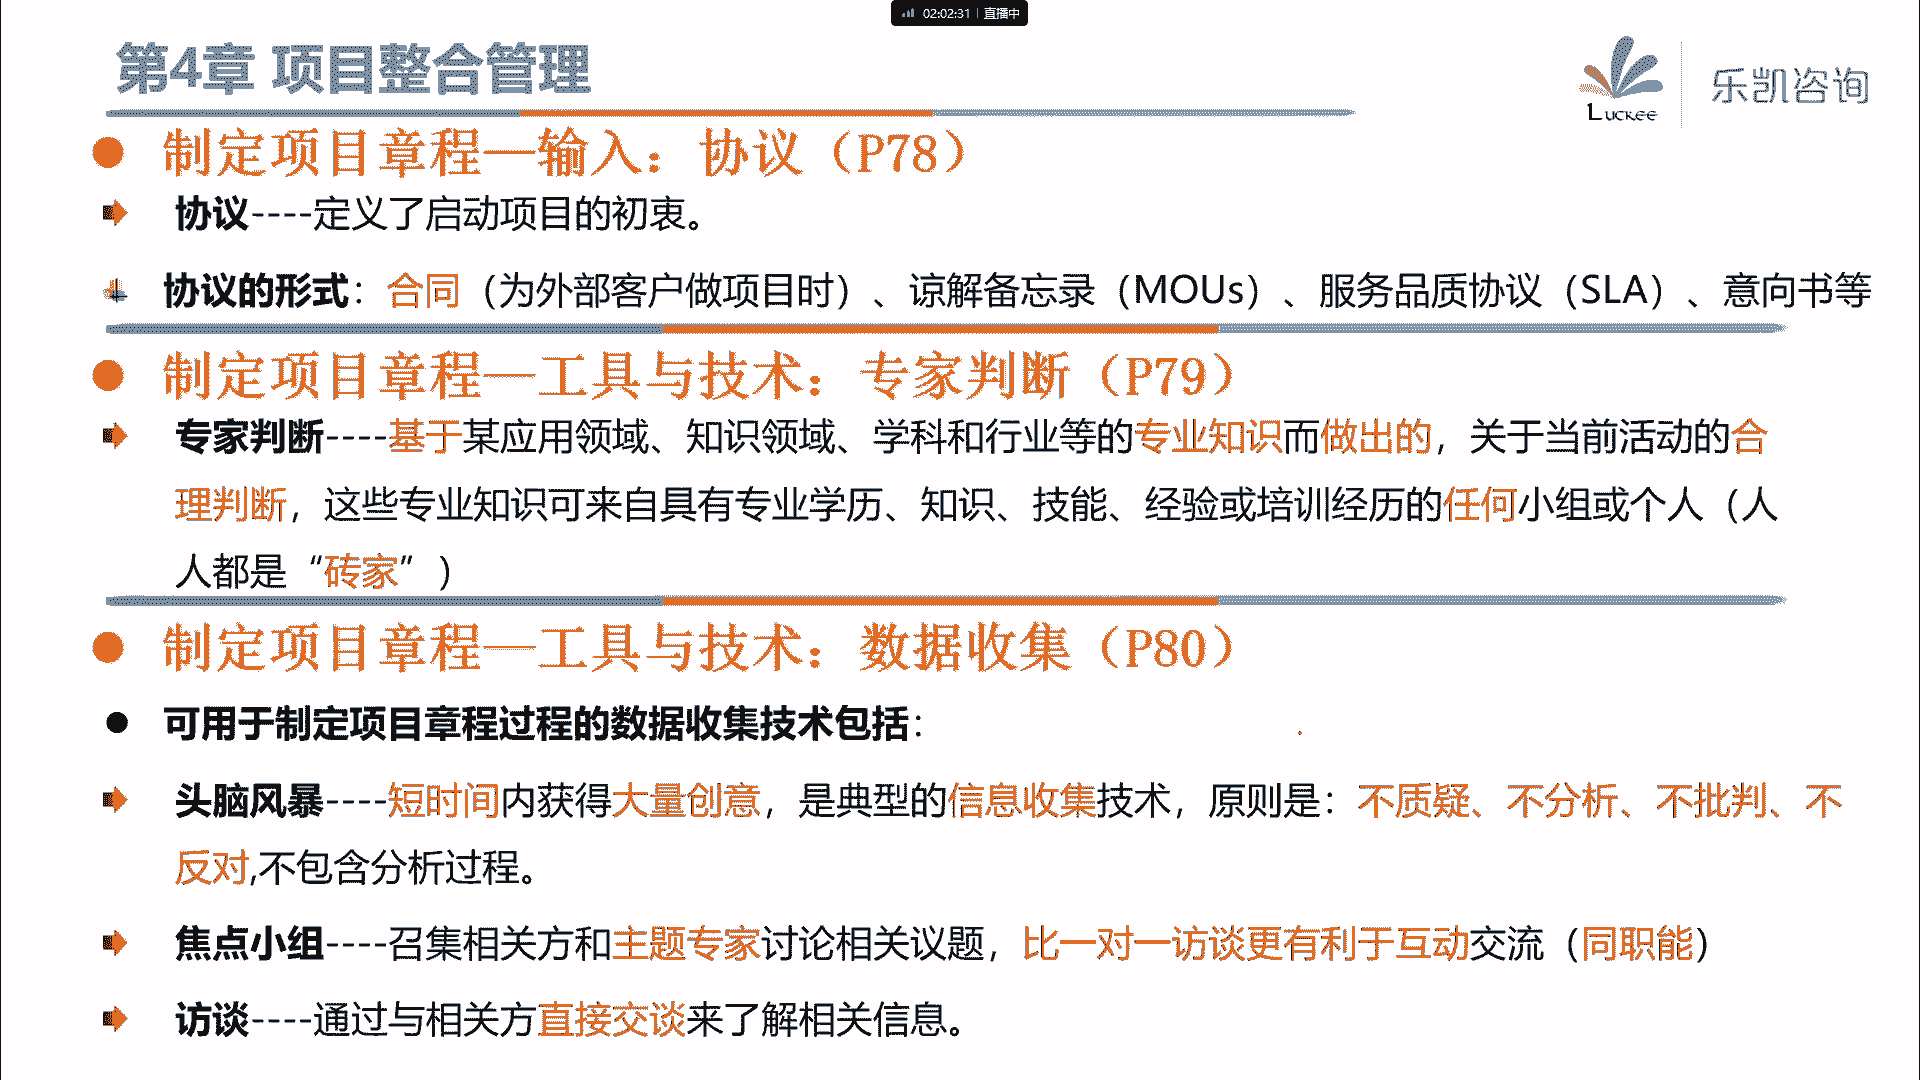 02:02:31 直播中
第4章 项目整合管理
Luckee 乐凯咨询
制定项目章程—输入：协议（P78）
协议----定义了启动项目的初衷。
协议的形式：合同（为外部客户做项目时）、谅解备忘录（MOUs）、服务品质协议（SLA）、意向书等
制定项目章程—工具与技术：专家判断（P79）
专家判断----基于某应用领域、知识领域、学科和行业等的专业知识而做出的，关于当前活动的合
理判断，这些专业知识可来自具有专业学历、知识、技能、经验或培训经历的任何小组或个人（人
人都是“砖家”）
制定项目章程—工具与技术：数据收集（P80）
可用于制定项目章程过程的数据收集技术包括：
头脑风暴----短时间内获得大量创意，是典型的信息收集技术，原则是：不质疑、不分析、不批判、不
反对,不包含分析过程。
焦点小组----召集相关方和主题专家讨论相关议题，比一对一访谈更有利于互动交流（同职能）
访谈----通过与相关方直接交谈来了解相关信息。